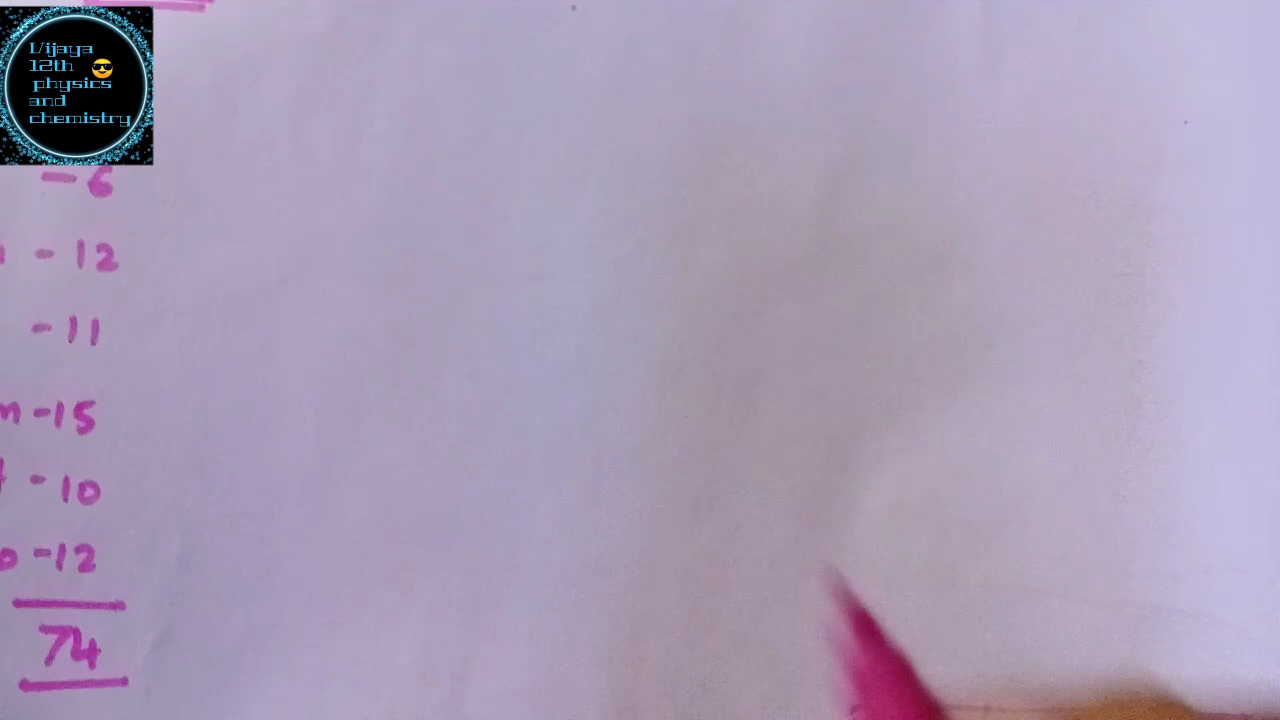 Vijaya
12th 😎
physics
and
chemistry
- 6
- 12
- 11
m - 15
- 10
- 12
74